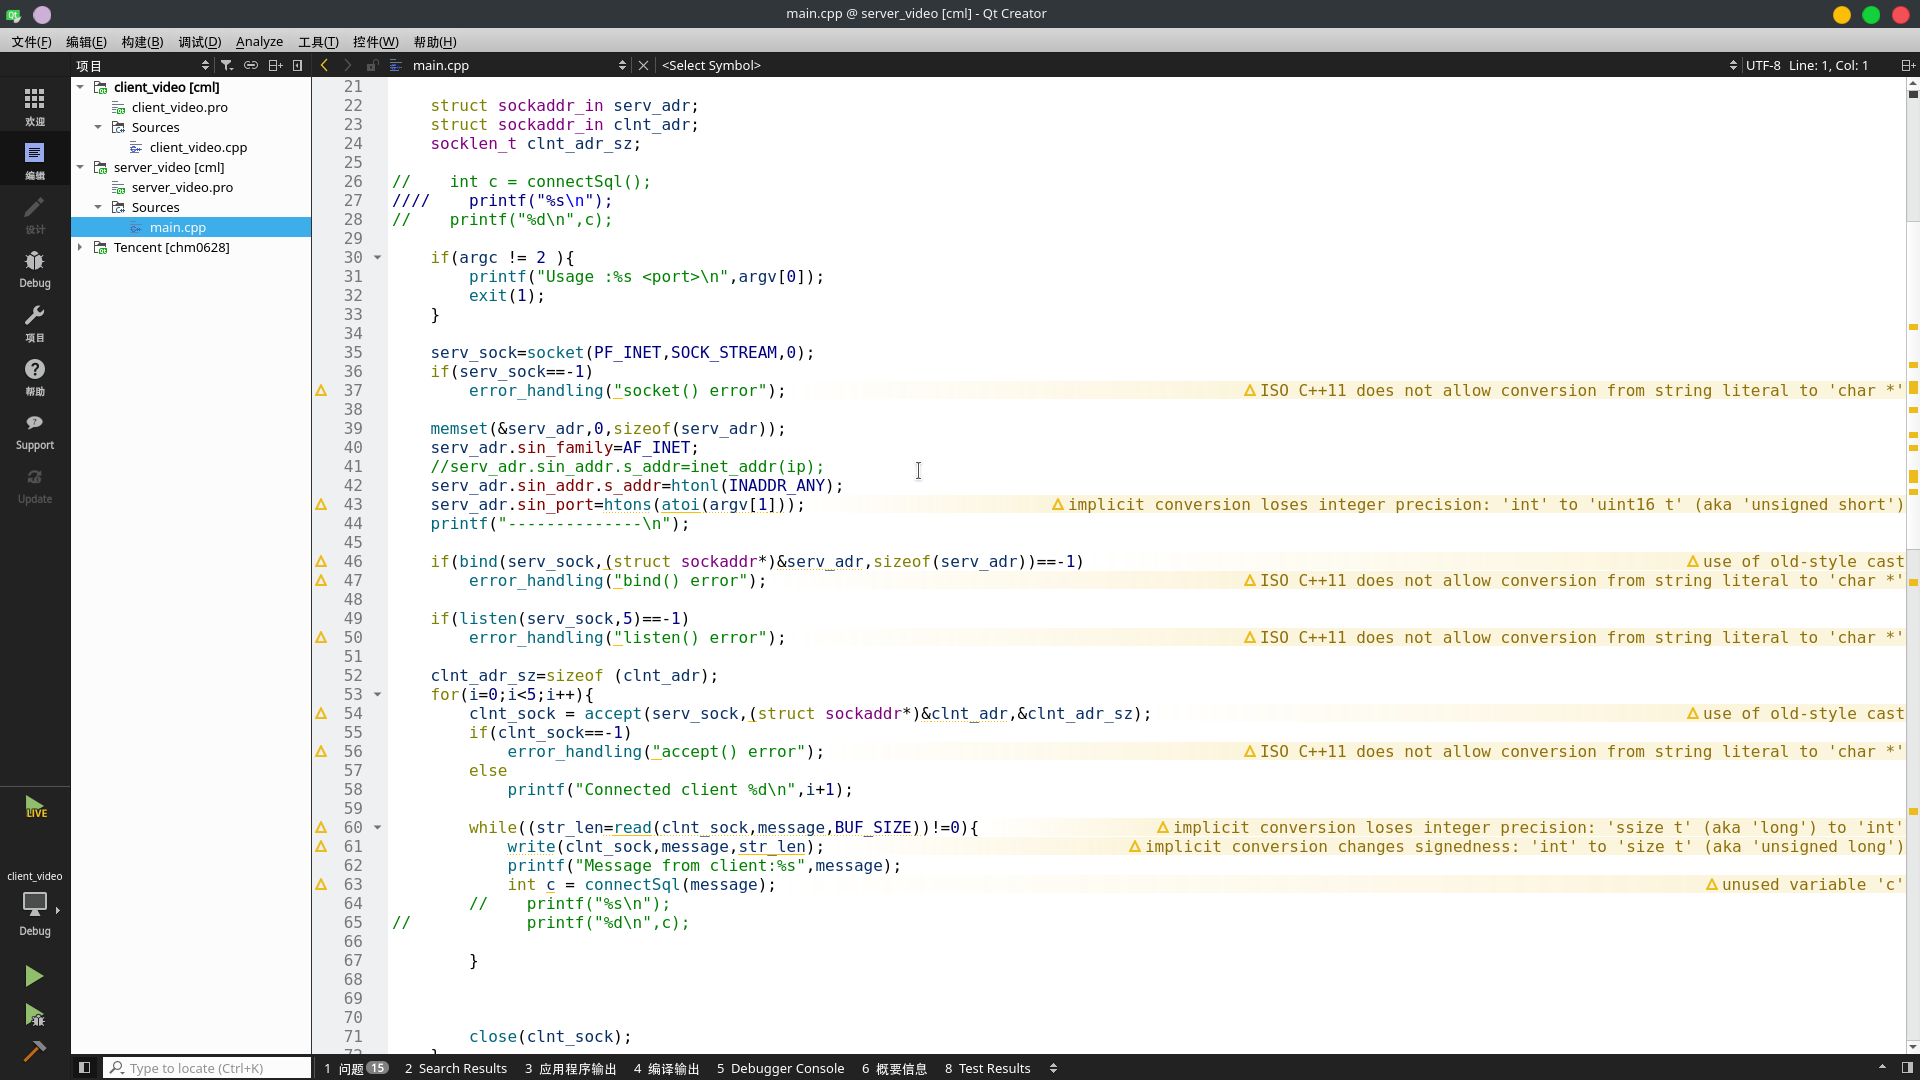 main.cpp @ server_video [cml] - Qt Creator
文件(F) 编辑(E) 构建(B) 调试(D) Analyze 工具(T) 控件(W) 帮助(H)
项目
main.cpp
<Select Symbol>
UTF-8 Line: 1, Col: 1
欢迎
编辑
设计
Debug
项目
帮助
Support
Update
LIVE
client_video
Debug
client_video [cml]
client_video.pro
Sources
client_video.cpp
server_video [cml]
server_video.pro
Sources
main.cpp
Tencent [chm0628]
21
22     struct sockaddr_in serv_adr;
23     struct sockaddr_in clnt_adr;
24     socklen_t clnt_adr_sz;
25
26 //    int c = connectSql();
27 ////    printf("%s\n");
28 //    printf("%d\n",c);
29
30     if(argc != 2 ){
31         printf("Usage :%s <port>\n",argv[0]);
32         exit(1);
33     }
34
35     serv_sock=socket(PF_INET,SOCK_STREAM,0);
36     if(serv_sock==-1)
37         error_handling("socket() error"); ISO C++11 does not allow conversion from string literal to 'char *'
38
39     memset(&serv_adr,0,sizeof(serv_adr));
40     serv_adr.sin_family=AF_INET;
41     //serv_adr.sin_addr.s_addr=inet_addr(ip);
42     serv_adr.sin_addr.s_addr=htonl(INADDR_ANY);
43     serv_adr.sin_port=htons(atoi(argv[1])); implicit conversion loses integer precision: 'int' to 'uint16 t' (aka 'unsigned short')
44     printf("--------------\n");
45
46     if(bind(serv_sock,(struct sockaddr*)&serv_adr,sizeof(serv_adr))==-1) use of old-style cast
47         error_handling("bind() error"); ISO C++11 does not allow conversion from string literal to 'char *'
48
49     if(listen(serv_sock,5)==-1)
50         error_handling("listen() error"); ISO C++11 does not allow conversion from string literal to 'char *'
51
52     clnt_adr_sz=sizeof (clnt_adr);
53     for(i=0;i<5;i++){
54         clnt_sock = accept(serv_sock,(struct sockaddr*)&clnt_adr,&clnt_adr_sz); use of old-style cast
55         if(clnt_sock==-1)
56             error_handling("accept() error"); ISO C++11 does not allow conversion from string literal to 'char *'
57         else
58             printf("Connected client %d\n",i+1);
59
60         while((str_len=read(clnt_sock,message,BUF_SIZE))!=0){ implicit conversion loses integer precision: 'ssize t' (aka 'long') to 'int'
61             write(clnt_sock,message,str_len); implicit conversion changes signedness: 'int' to 'size t' (aka 'unsigned long')
62             printf("Message from client:%s",message);
63             int c = connectSql(message); unused variable 'c'
64         //    printf("%s\n");
65 //            printf("%d\n",c);
66
67         }
68
69
70
71         close(clnt_sock);
72     }
Type to locate (Ctrl+K)
1 问题 15 2 Search Results 3 应用程序输出 4 编译输出 5 Debugger Console 6 概要信息 8 Test Results